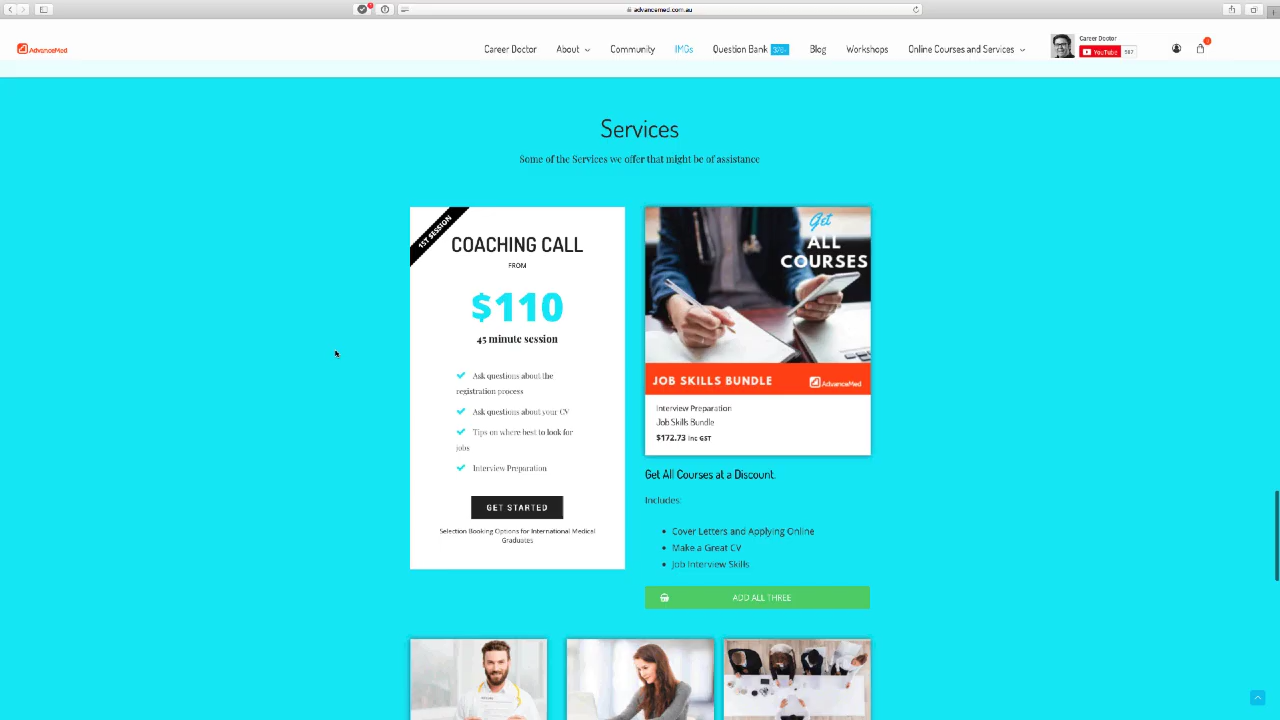 advancemed.com.au
AdvanceMed
Career Doctor
About
Community
IMGs
Question Bank
Blog
Workshops
Online Courses and Services
Career Doctor
YouTube
Services
Some of the Services we offer that might be of assistance
1ST SESSION
COACHING CALL
FROM
$110
45 minute session
Ask questions about the
registration process
Ask questions about your CV
Tips on where best to look for
jobs
Interview Preparation
GET STARTED
Selection Booking Options for International Medical
Graduates
Get
ALL
COURSES
JOB SKILLS BUNDLE
AdvanceMed
Interview Preparation
Job Skills Bundle
$172.73 inc GST
Get All Courses at a Discount.
Includes:
Cover Letters and Applying Online
Make a Great CV
Job Interview Skills
ADD ALL THREE